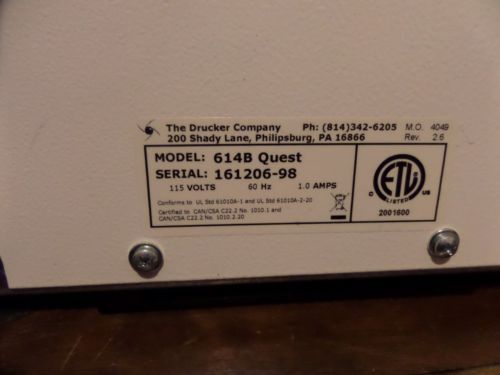 The Drucker Company Ph: (814)342-6205 M.O. 4049
200 Shady Lane, Philipsburg, PA 16866 Rev. 2.6
MODEL: 614B Quest
SERIAL: 161206-98
115 VOLTS 60 Hz 1.0 AMPS
Conforms to UL Std 61010A-1 and UL Std 61010A-2-20
Certified to CAN/CSA C22.2 No. 1010.1 and
CAN/CSA C22.2 No. 1010.2.20
C ETL US
LISTED
2001600